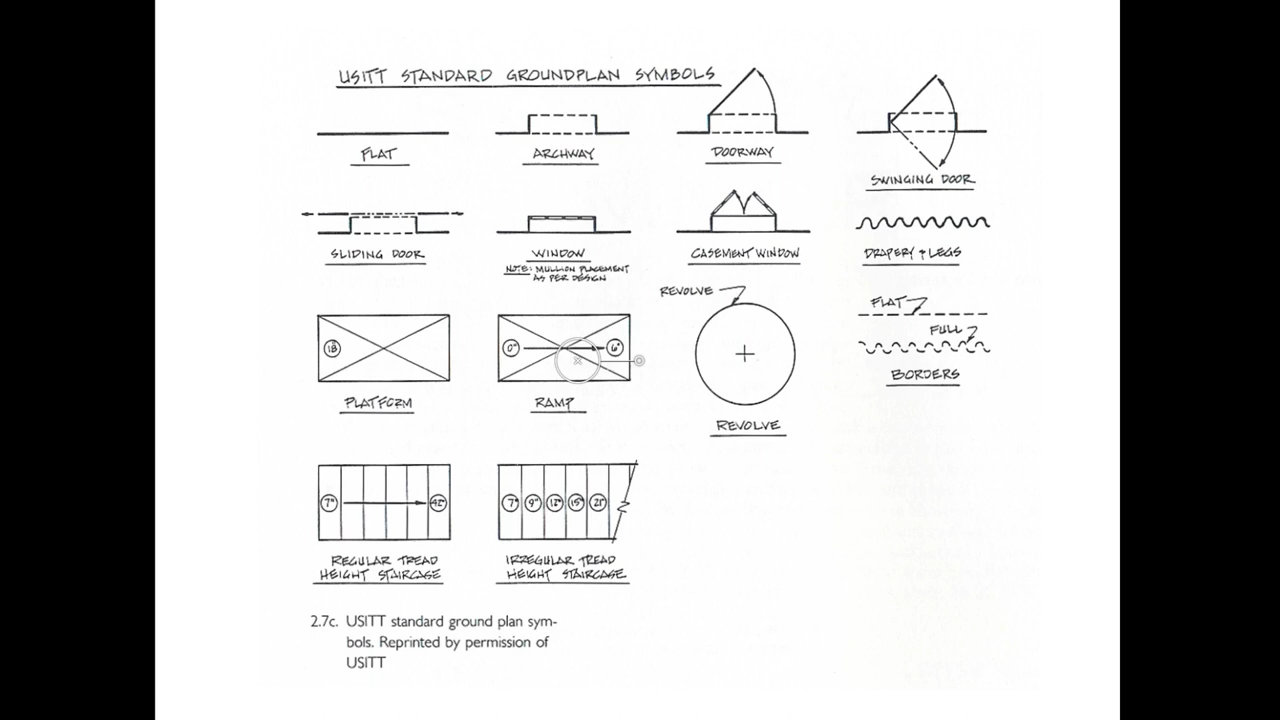 USITT STANDARD GROUNDPLAN SYMBOLS
FLAT
ARCHWAY
DOORWAY
SWINGING DOOR
SLIDING DOOR
WINDOW
NOTE: MULLION PLACEMENT
AS PER DESIGN
CASEMENT WINDOW
DRAPERY & LEGS
REVOLVE
FLAT
FULL
BORDERS
18
PLATFORM
0"
6"
RAMP
REVOLVE
7"
42"
REGULAR TREAD
HEIGHT STAIRCASE
7" 9" 12" 15" 21"
IRREGULAR TREAD
HEIGHT STAIRCASE
2.7c. USITT standard ground plan sym-
bols. Reprinted by permission of
USITT